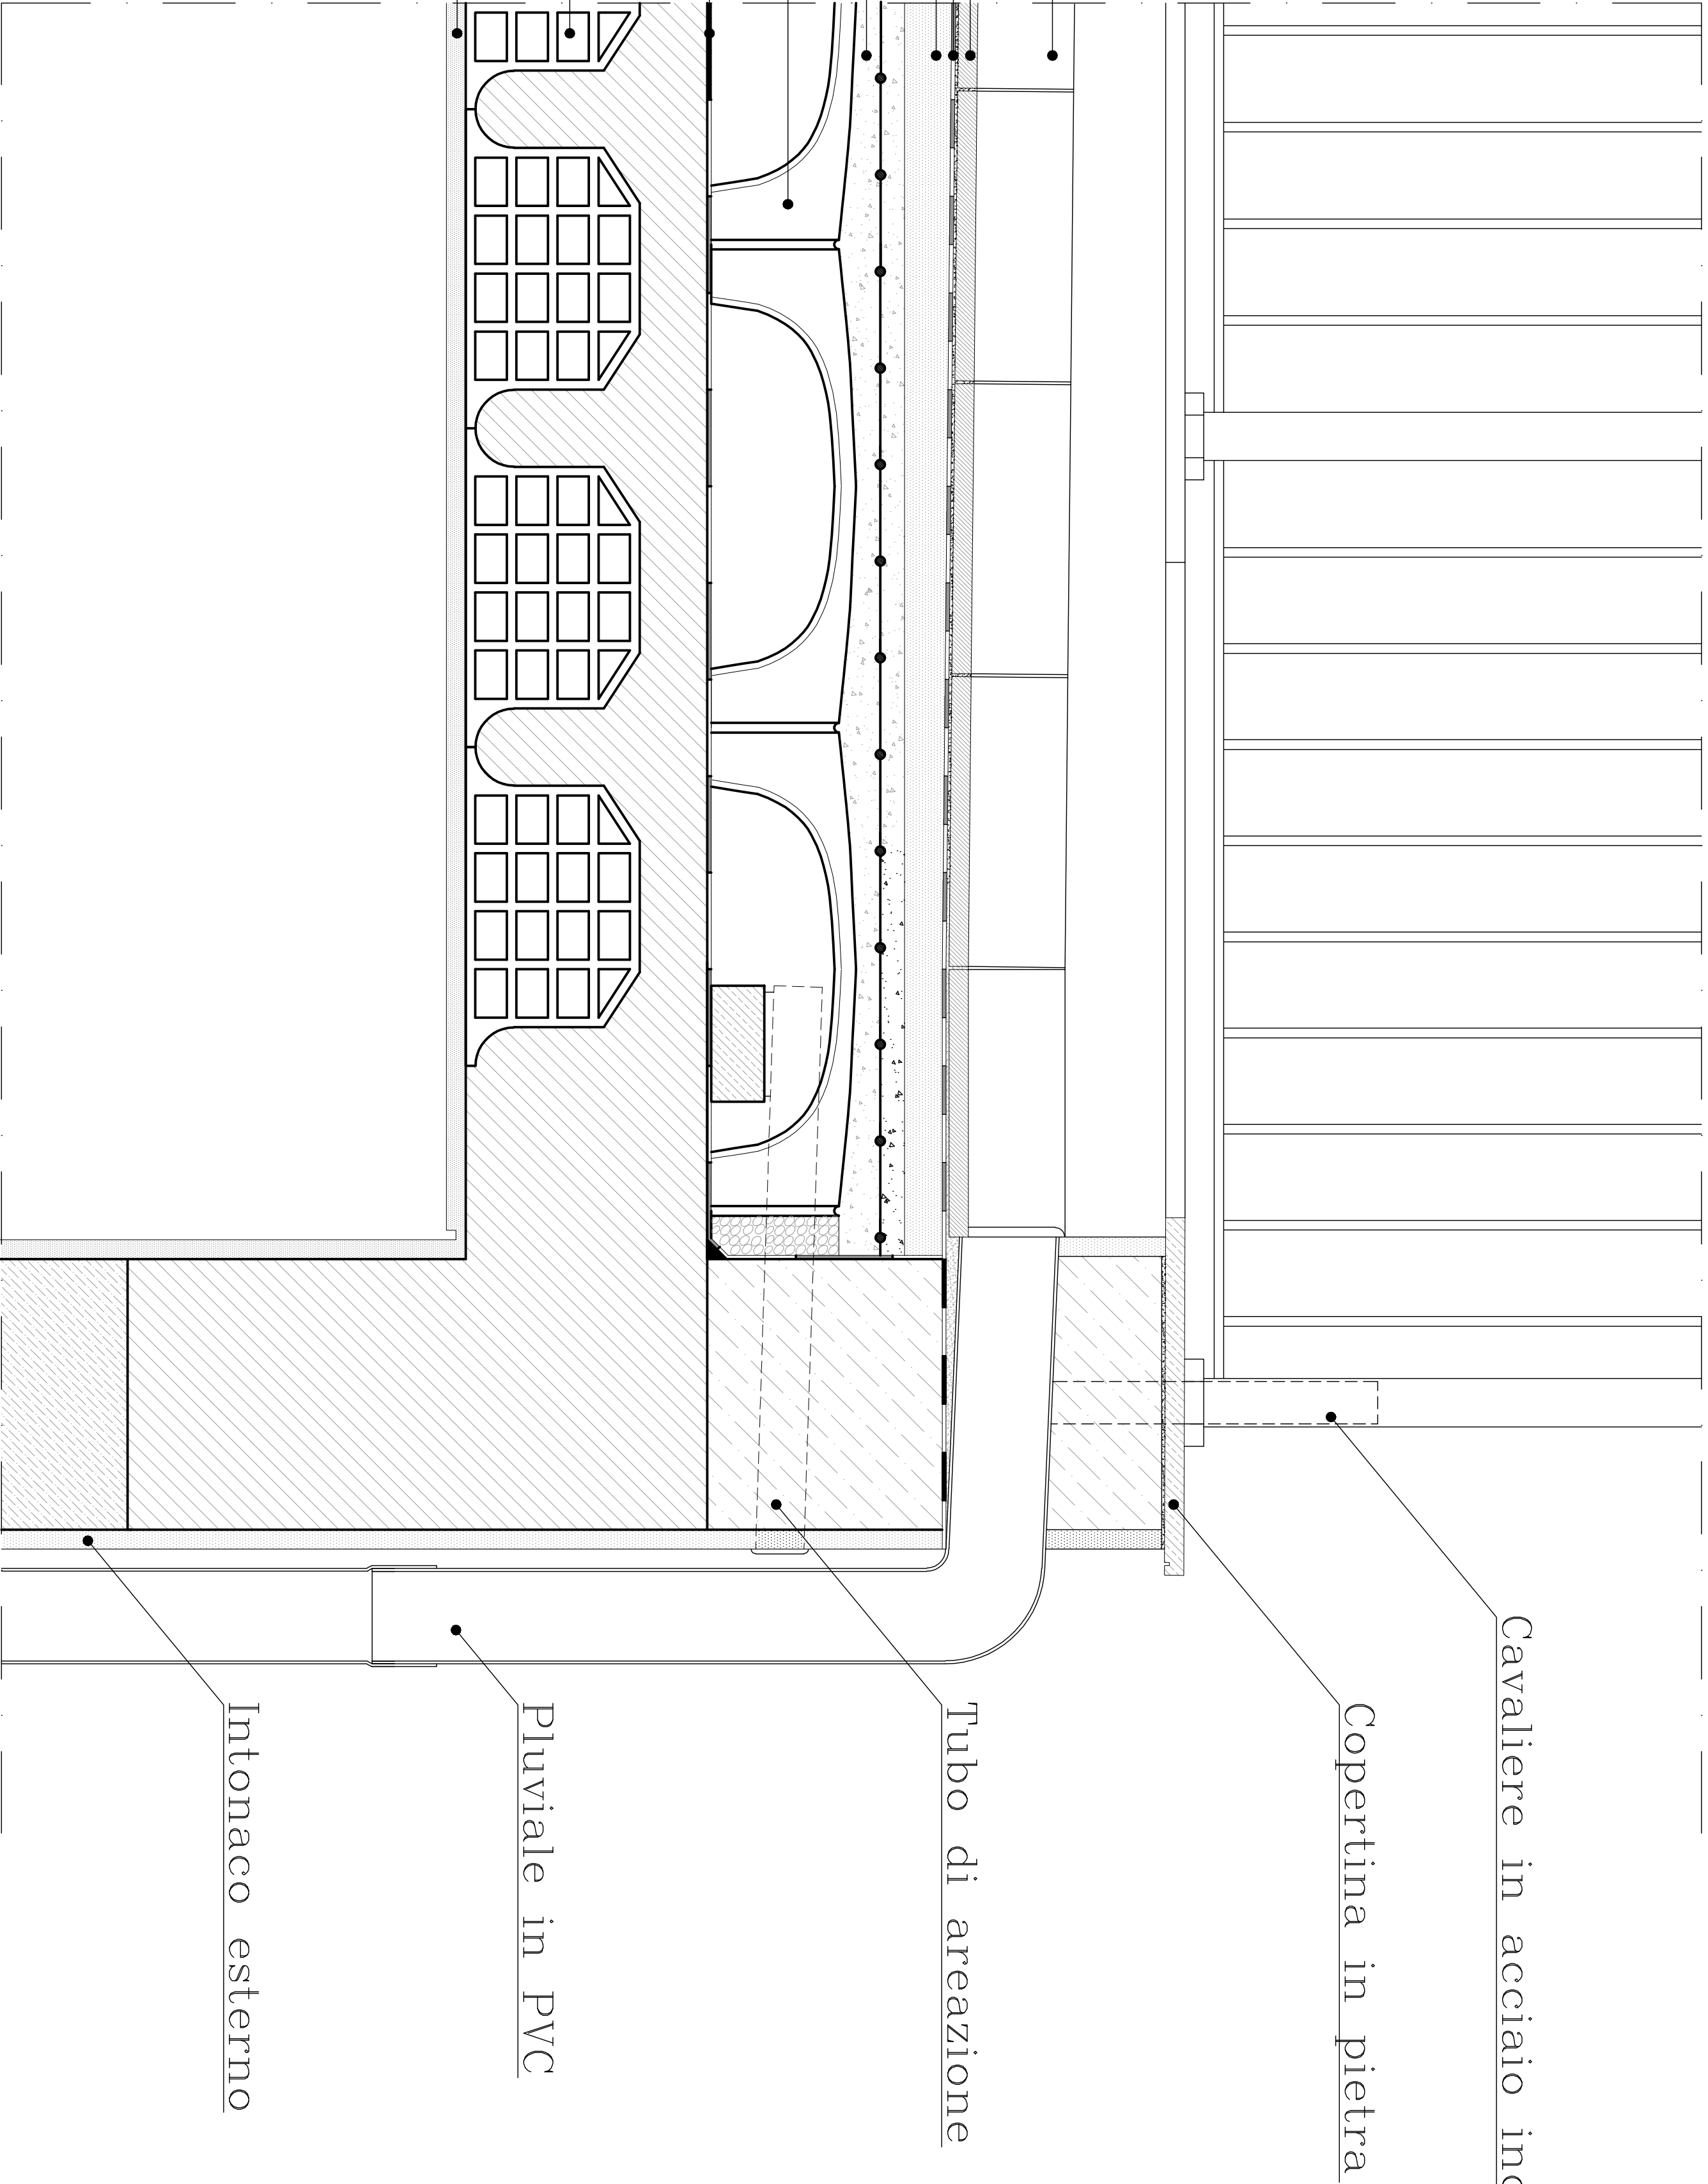 Cavaliere in acciaio
Copertina in pietra
Tubo di areazione
Pluviale in PVC
Intonaco esterno